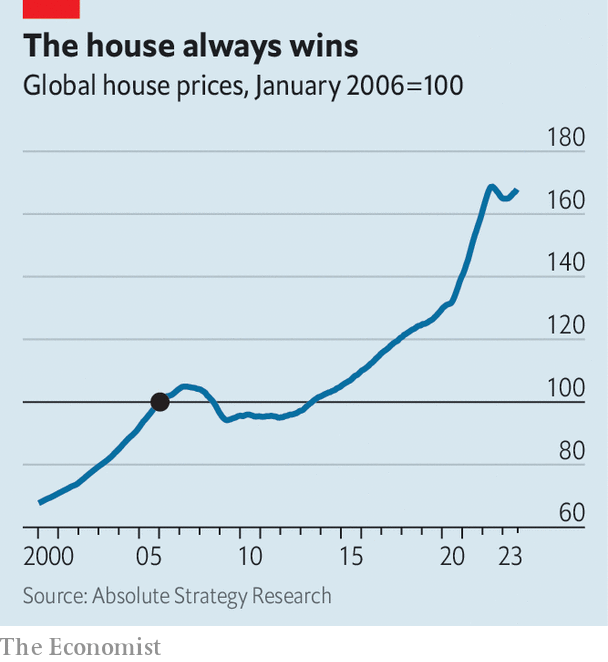 The house always wins
Global house prices, January 2006=100
180
160
140
120
100
80
60
2000 05 10 15 20 23
Source: Absolute Strategy Research
The Economist